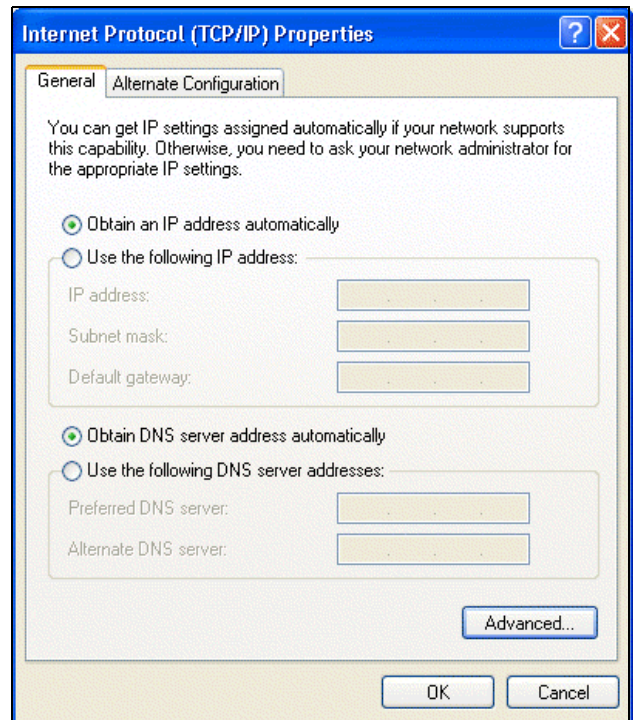 Internet Protocol (TCP/IP) Properties
General
Alternate Configuration
You can get IP settings assigned automatically if your network supports
this capability. Otherwise, you need to ask your network administrator for
the appropriate IP settings.
Obtain an IP address automatically
Use the following IP address:
IP address:
Subnet mask:
Default gateway:
Obtain DNS server address automatically
Use the following DNS server addresses:
Preferred DNS server:
Alternate DNS server:
Advanced...
OK
Cancel